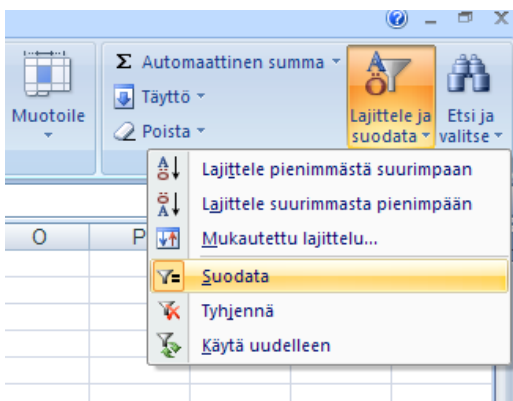 Σ Automaattinen summa
Täyttö
Poista
Muotoile
Lajittele ja
suodata
Etsi ja
valitse
Lajittele pienimmästä suurimpaan
Lajittele suurimmasta pienimpään
Mukautettu lajittelu...
Suodata
Tyhjennä
Käytä uudelleen
O
P